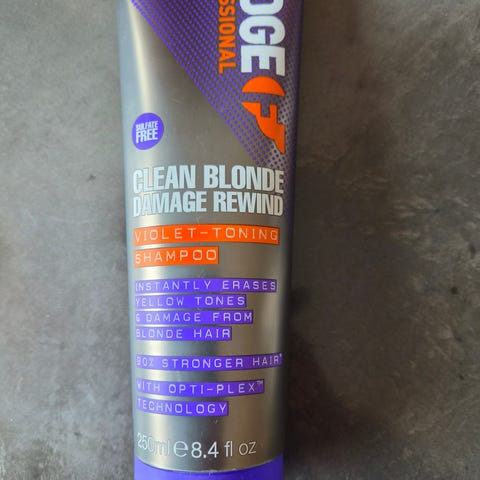 DGE
SSIONAL
SULFATE
FREE
CLEAN BLONDE
DAMAGE REWIND
VIOLET-TONING
SHAMPOO
INSTANTLY ERASES
YELLOW TONES
& DAMAGE FROM
BLONDE HAIR
80% STRONGER HAIR*
WITH OPTI-PLEX™
TECHNOLOGY
250ml e 8.4 fl oz